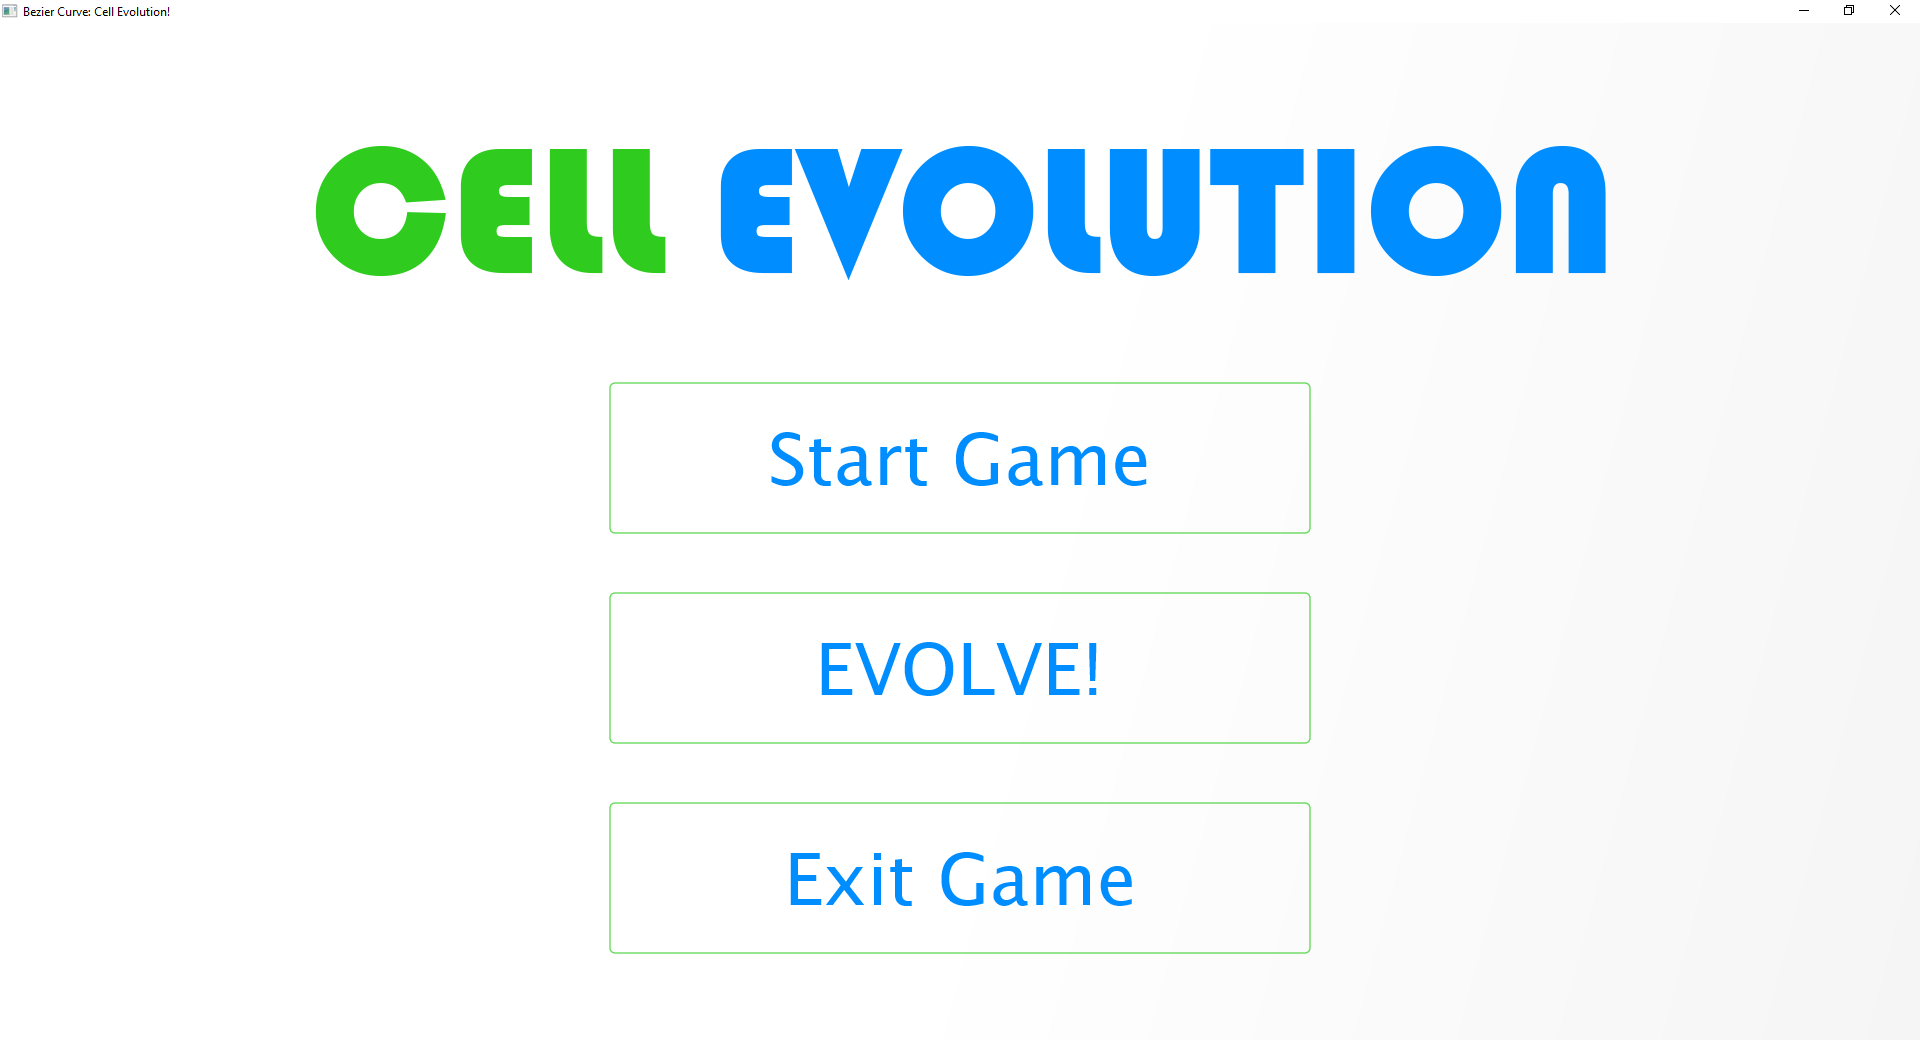 Bezier Curve: Cell Evolution!
CELL EVOLUTION
Start Game
EVOLVE!
Exit Game